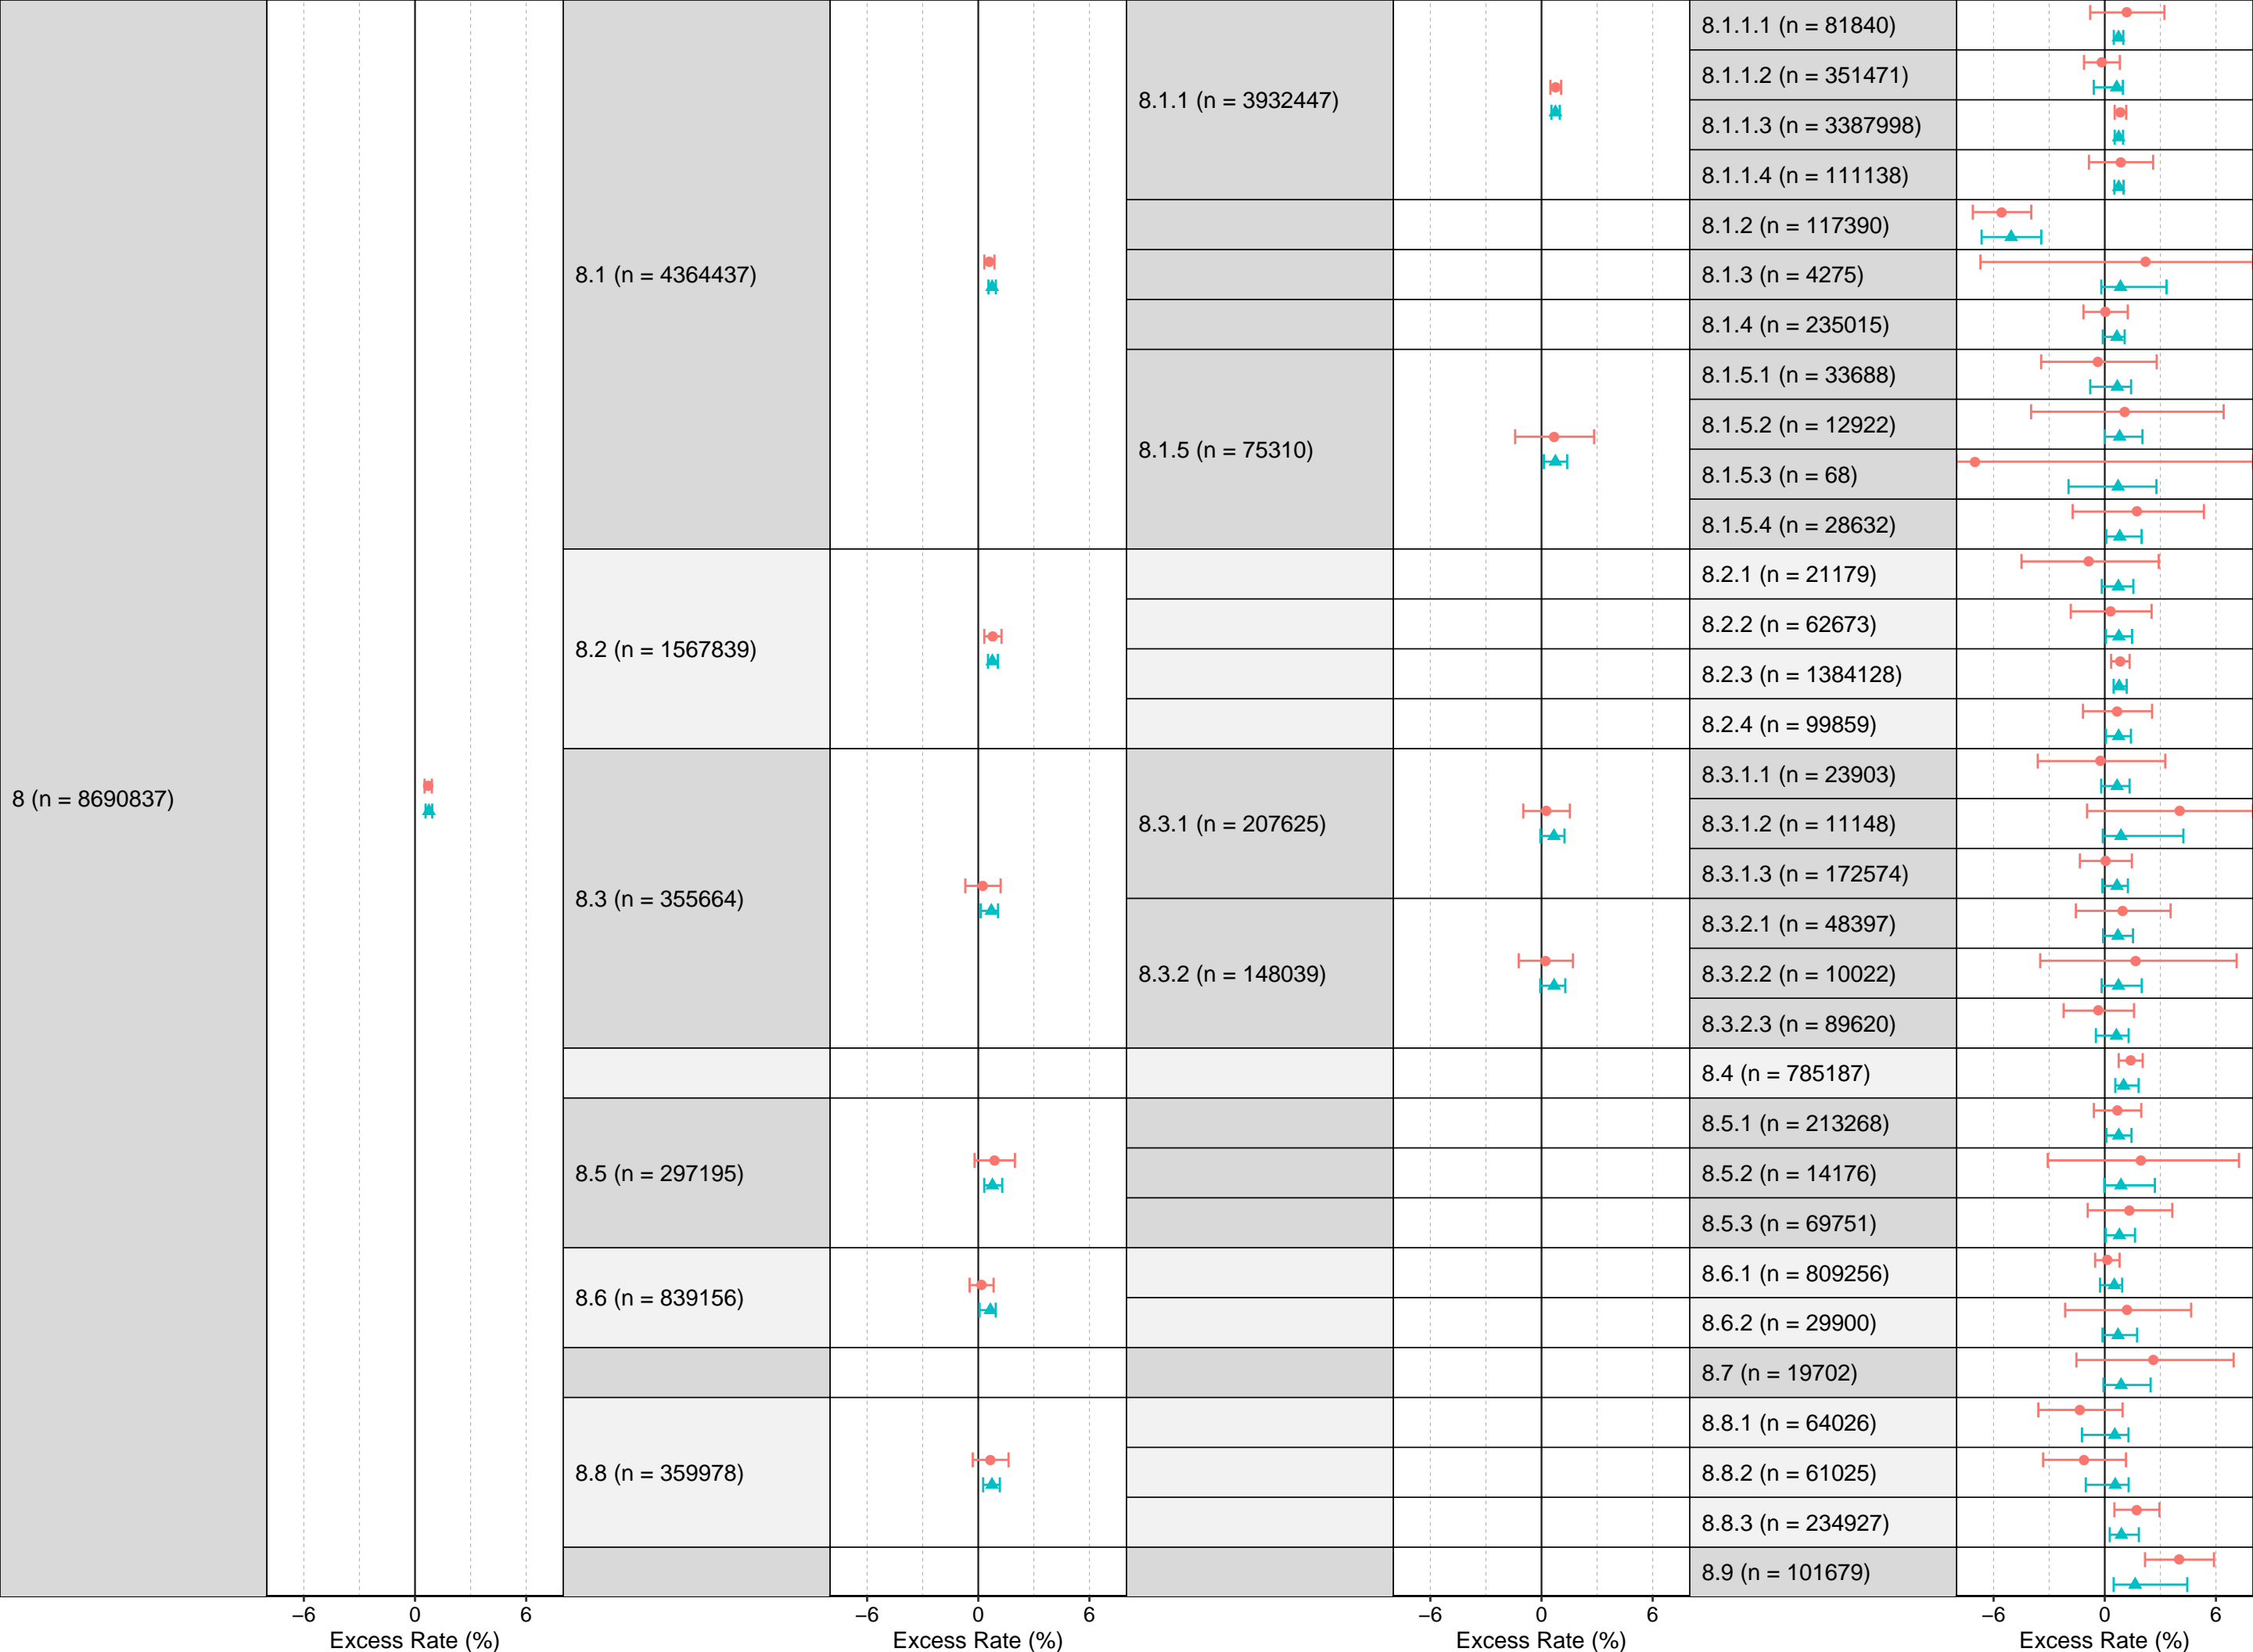 8 (n = 8690837)
8.1 (n = 4364437)
8.2 (n = 1567839)
8.3 (n = 355664)
8.5 (n = 297195)
8.6 (n = 839156)
8.8 (n = 359978)
8.1.1 (n = 3932447)
8.1.5 (n = 75310)
8.3.1 (n = 207625)
8.3.2 (n = 148039)
8.1.1.1 (n = 81840)
8.1.1.2 (n = 351471)
8.1.1.3 (n = 3387998)
8.1.1.4 (n = 111138)
8.1.2 (n = 117390)
8.1.3 (n = 4275)
8.1.4 (n = 235015)
8.1.5.1 (n = 33688)
8.1.5.2 (n = 12922)
8.1.5.3 (n = 68)
8.1.5.4 (n = 28632)
8.2.1 (n = 21179)
8.2.2 (n = 62673)
8.2.3 (n = 1384128)
8.2.4 (n = 99859)
8.3.1.1 (n = 23903)
8.3.1.2 (n = 11148)
8.3.1.3 (n = 172574)
8.3.2.1 (n = 48397)
8.3.2.2 (n = 10022)
8.3.2.3 (n = 89620)
8.4 (n = 785187)
8.5.1 (n = 213268)
8.5.2 (n = 14176)
8.5.3 (n = 69751)
8.6.1 (n = 809256)
8.6.2 (n = 29900)
8.7 (n = 19702)
8.8.1 (n = 64026)
8.8.2 (n = 61025)
8.8.3 (n = 234927)
8.9 (n = 101679)
−6 0 6
Excess Rate (%)
−6 0 6
Excess Rate (%)
−6 0 6
Excess Rate (%)
−6 0 6
Excess Rate (%)